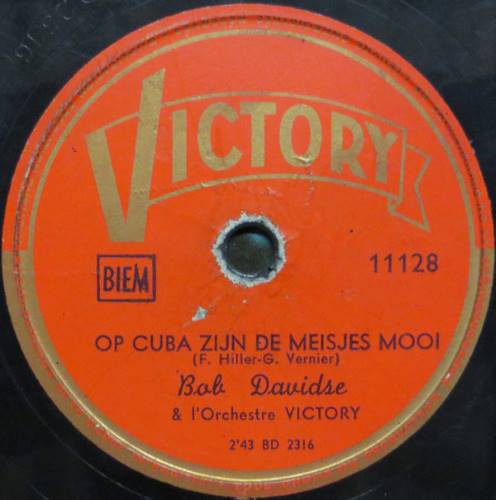 VICTORY
BIEM
11128
OP CUBA ZIJN DE MEISJES MOOI
(F. Hiller-G. Vernier)
Bob Davidse
& l'Orchestre VICTORY
2'43 BD 2316